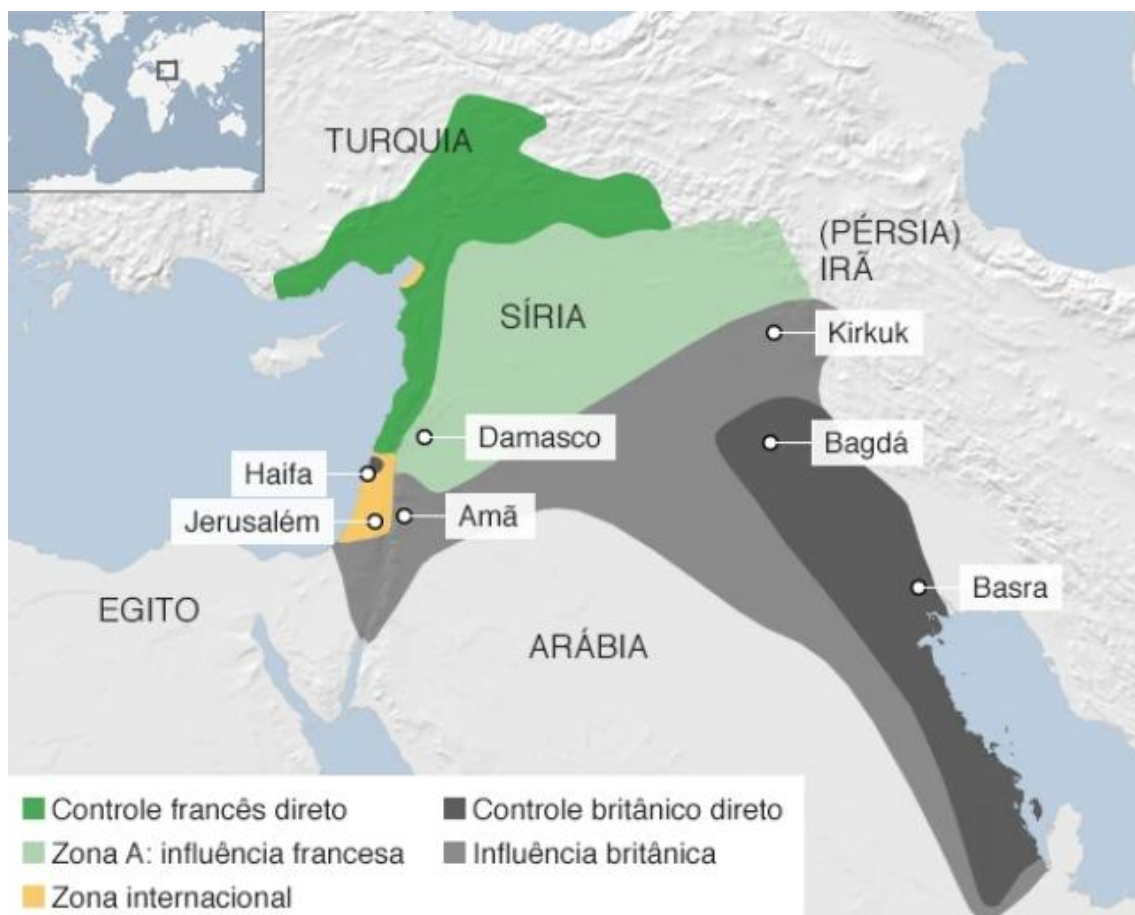 TURQUIA
(PÉRSIA)
IRÃ
SÍRIA
Kirkuk
Damasco
Bagdá
Haifa
Jerusalém
Amã
Basra
EGITO
ARÁBIA
Controle francês direto
Zona A: influência francesa
Zona internacional
Controle britânico direto
Influência britânica